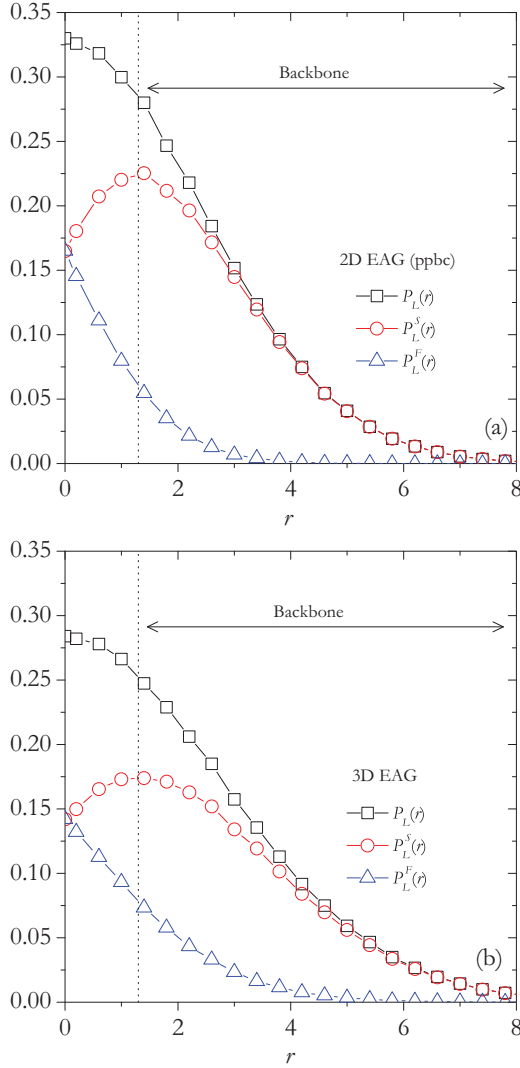 0.35
0.30
0.25
0.20
0.15
0.10
0.05
0.00
Backbone
2D EAG (ppbc)
P_L(r)
P_L^S(r)
P_L^F(r)
(a)
0 2 4 6 8
r
0.35
0.30
0.25
0.20
0.15
0.10
0.05
0.00
Backbone
3D EAG
P_L(r)
P_L^S(r)
P_L^F(r)
(b)
0 2 4 6 8
r